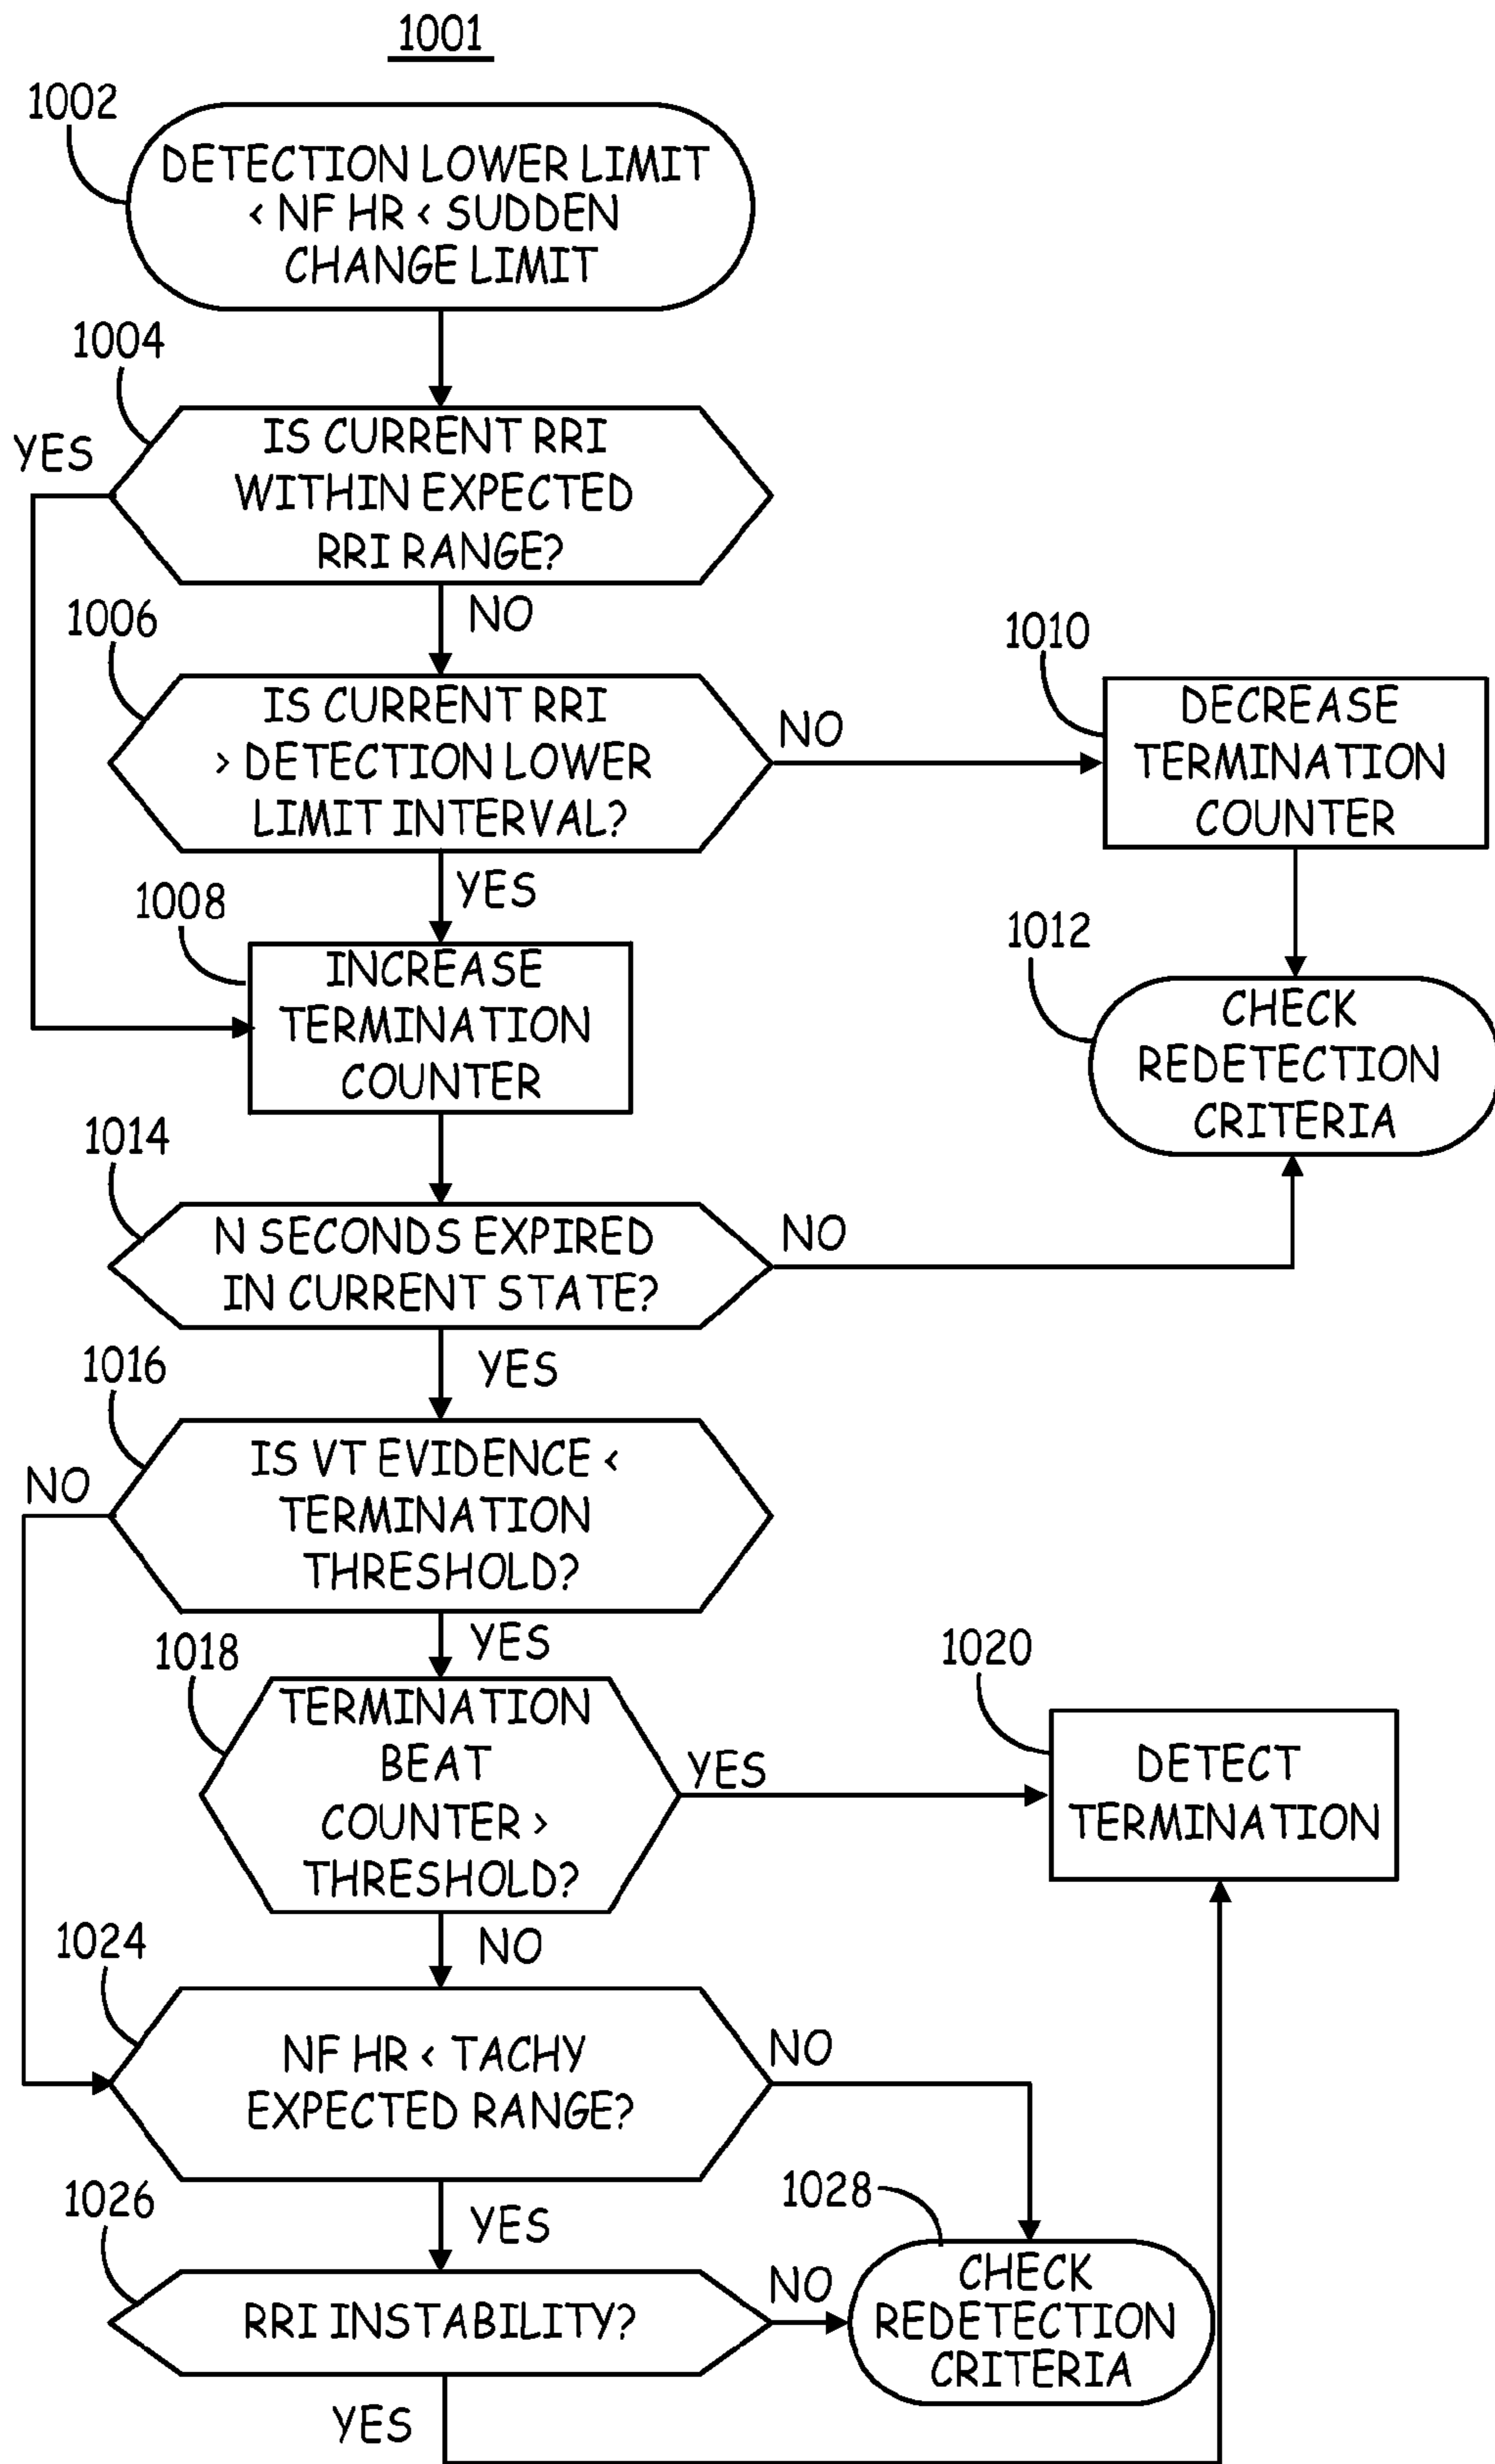 1001
1002
DETECTION LOWER LIMIT
< NF HR < SUDDEN
CHANGE LIMIT
1004
YES
IS CURRENT RRI
WITHIN EXPECTED
RRI RANGE?
NO
1006
IS CURRENT RRI
> DETECTION LOWER
LIMIT INTERVAL?
NO
1010
DECREASE
TERMINATION
COUNTER
YES
1008
INCREASE
TERMINATION
COUNTER
1012
CHECK
REDETECTION
CRITERIA
1014
N SECONDS EXPIRED
IN CURRENT STATE?
NO
YES
1016
NO
IS VT EVIDENCE <
TERMINATION
THRESHOLD?
YES
1018
TERMINATION
BEAT
COUNTER >
THRESHOLD?
YES
1020
DETECT
TERMINATION
NO
1024
NF HR < TACHY
EXPECTED RANGE?
NO
YES
1026
RRI INSTABILITY?
NO
1028
CHECK
REDETECTION
CRITERIA
YES